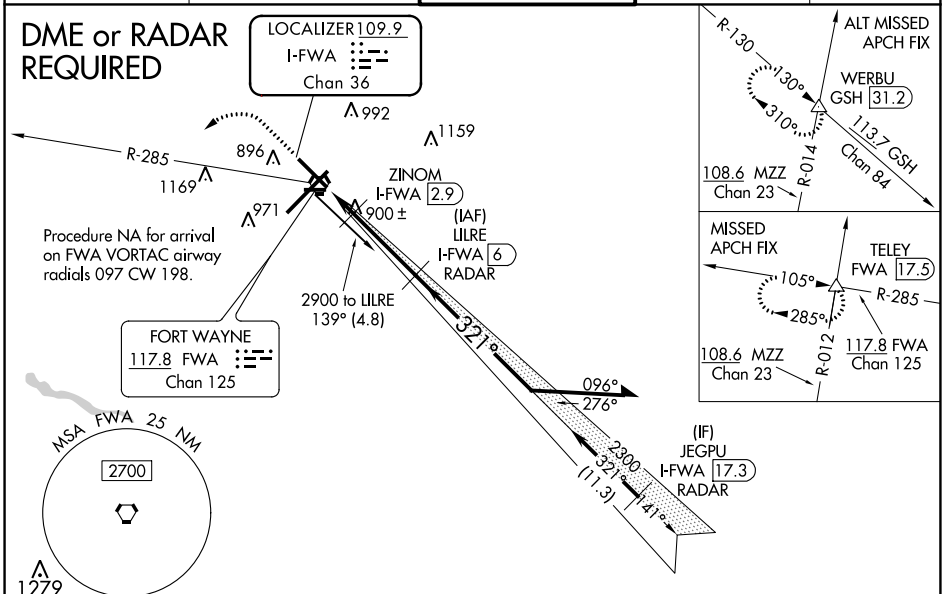 DME or RADAR
REQUIRED
LOCALIZER 109.9
I-FWA
Chan 36
992
1159
896
R-285
1169
971
ZINOM
I-FWA 2.9
900 ±
(IAF)
LILRE
I-FWA 6
RADAR
Procedure NA for arrival
on FWA VORTAC airway
radials 097 CW 198.
2900 to LILRE
139° (4.8)
321°
FORT WAYNE
117.8 FWA
Chan 125
096°
276°
2300
321°
141°
(11.3)
(IF)
JEGPU
I-FWA 17.3
RADAR
MSA FWA 25 NM
2700
1279
ALT MISSED
APCH FIX
R-130
130°
310°
WERBU
GSH 31.2
113.7 GSH
Chan 84
R-014
108.6 MZZ
Chan 23
MISSED
APCH FIX
TELEY
FWA 17.5
105°
285°
R-285
R-012
117.8 FWA
Chan 125
108.6 MZZ
Chan 23